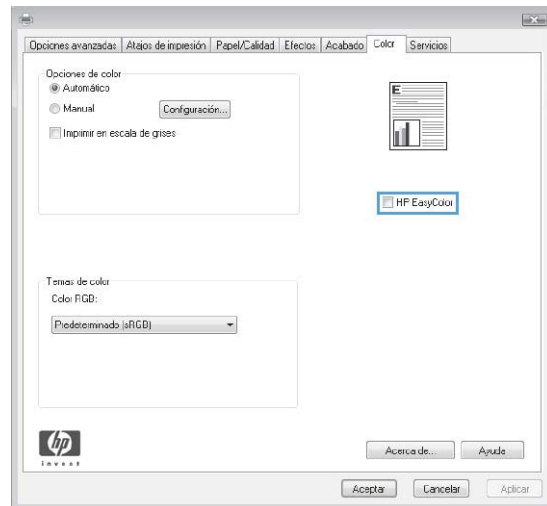 Opciones avanzadas Atajos de impresión Papel/Calidad Efectos Acabado Color Servicios
Opciones de color
Automático
Manual Configuración...
Imprimir en escala de grises
E
HP EasyColor
Temas de color
Color RGB:
Predeterminado (sRGB)
hp
invent
Acerca de... Ayuda
Aceptar Cancelar Aplicar